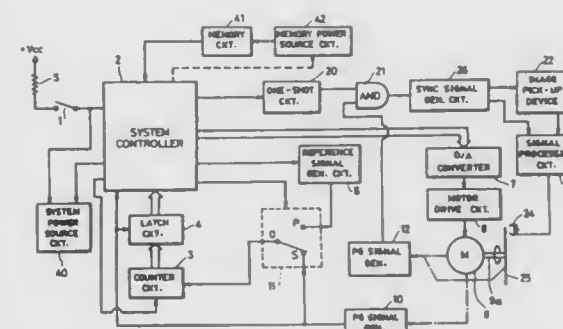 41
42
MEMORY
CKT.
MEMORY POWER
SOURCE CKT.
+Vcc
2
20
21
26
22
5
ONE-SHOT
CKT.
AND
SYNC SIGNAL
GEN. CKT.
IMAGE
PICK-UP
DEVICE
1
SYSTEM
CONTROLLER
REFERENCE
SIGNAL
GEN. CKT.
D/A
CONVERTER
SIGNAL
PROCESS
CKT.
6
7
SYSTEM
POWER
SOURCE
CKT.
LATCH
CKT.
4
P
O
S
MOTOR
DRIVE CKT.
8
24
12
PG SIGNAL
GEN.
M
40
3
COUNTER
CKT.
11
25
9a
10
PG SIGNAL
GEN.